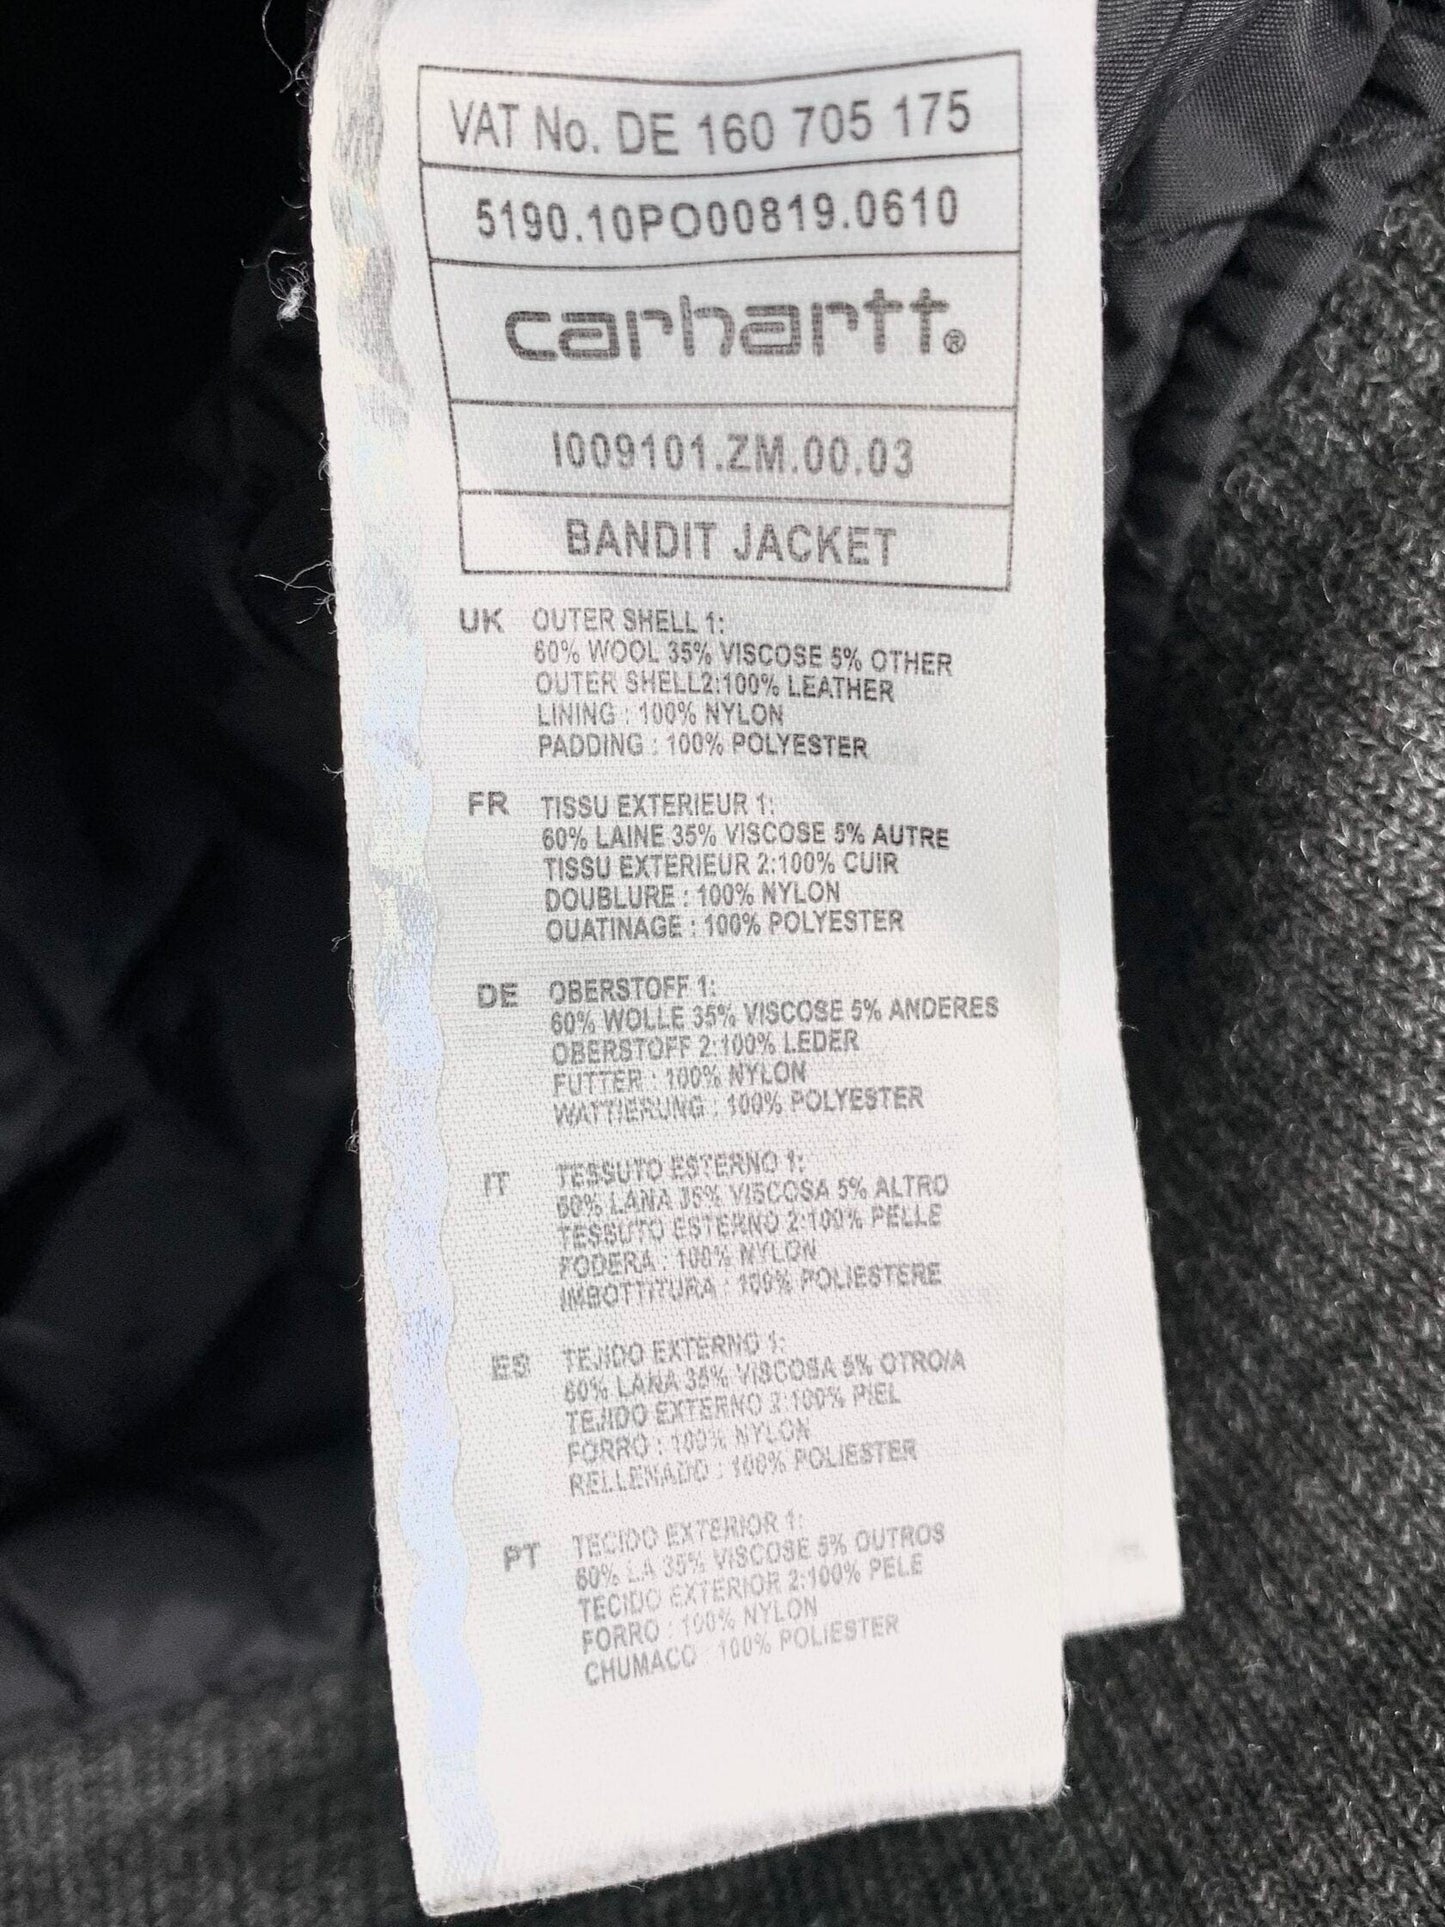 VAT No. DE 160 705 175
5190.10PO00819.0610
carhartt®
I009101.ZM.00.03
BANDIT JACKET
UK OUTER SHELL 1:
60% WOOL 35% VISCOSE 5% OTHER
OUTER SHELL2:100% LEATHER
LINING : 100% NYLON
PADDING : 100% POLYESTER
FR TISSU EXTERIEUR 1:
60% LAINE 35% VISCOSE 5% AUTRE
TISSU EXTERIEUR 2:100% CUIR
DOUBLURE : 100% NYLON
OUATINAGE : 100% POLYESTER
DE OBERSTOFF 1:
60% WOLLE 35% VISCOSE 5% ANDERES
OBERSTOFF 2:100% LEDER
FUTTER : 100% NYLON
WATTIERUNG : 100% POLYESTER
IT TESSUTO ESTERNO 1:
60% LANA 35% VISCOSA 5% ALTRO
TESSUTO ESTERNO 2:100% PELLE
FODERA : 100% NYLON
IMBOTTITURA : 100% POLIESTERE
ES TEJIDO EXTERNO 1:
60% LANA 35% VISCOSA 5% OTRO/A
TEJIDO EXTERNO 2:100% PIEL
FORRO : 100% NYLON
RELLENADO : 100% POLIESTER
PT TECIDO EXTERIOR 1:
60% LA 35% VISCOSE 5% OUTROS
TECIDO EXTERIOR 2:100% PELE
FORRO : 100% NYLON
CHUMACO : 100% POLIESTER